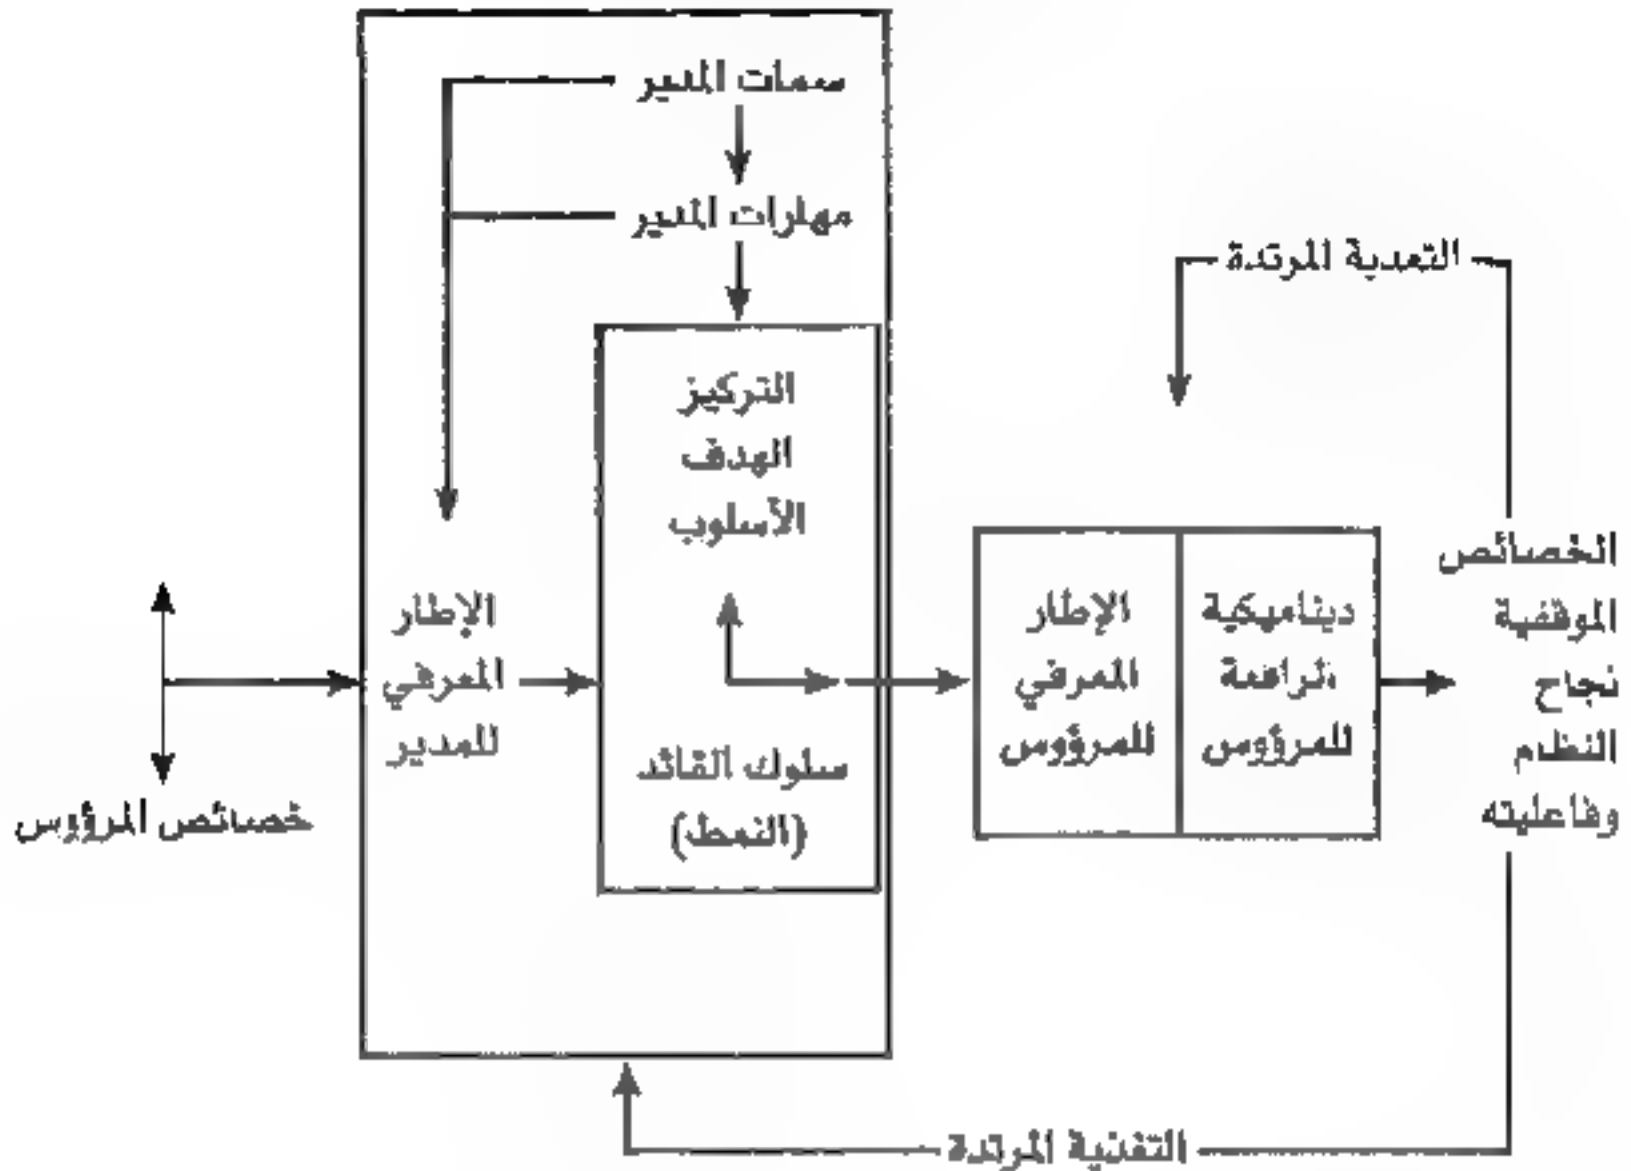 سمات المدير
مهارات المدير
التغذية المرتدة
التركيز
الهدف
الأسلوب
الخصائص
الموقفية
نجاح
النظام
وفاعليته
ديناميكية
للمرؤوس
الإطار
المعرفي
للمرؤوس
سلوك القائد
(النمط)
الإطار
المعرفي
للمدير
خصائص المرؤوس
التغذية المرتدة